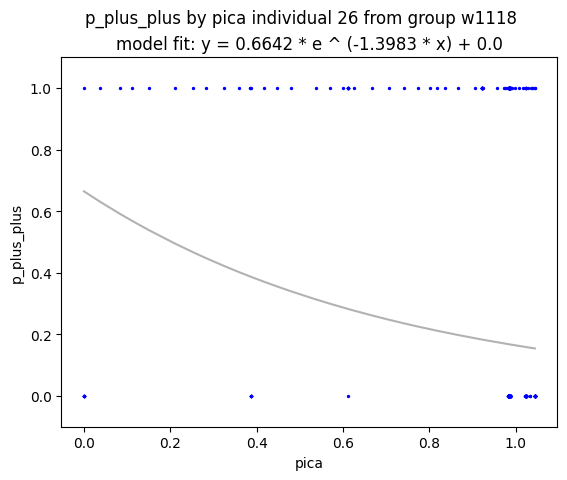 p_plus_plus by pica individual 26 from group w1118
model fit: y = 0.6642 * e ^ (-1.3983 * x) + 0.0
1.0
0.8
0.6
0.4
0.2
0.0
p_plus_plus
0.0 0.2 0.4 0.6 0.8 1.0
pica